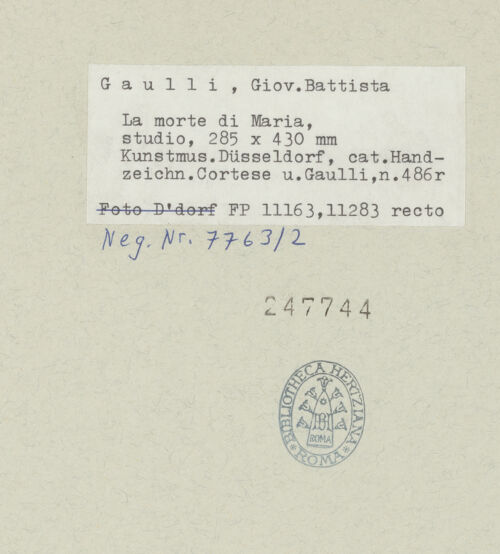 G a u l l i , Giov.Battista
La morte di Maria,
studio, 285 x 430 mm
Kunstmus.Düsseldorf, cat.Hand-
zeichn.Cortese u.Gaulli,n.486r
Foto D'dorf FP 11163,11283 recto
Neg. Nr. 7763/2
247744
BIBLIOTHECA HERTZIANA
ROMA
* ROMA *